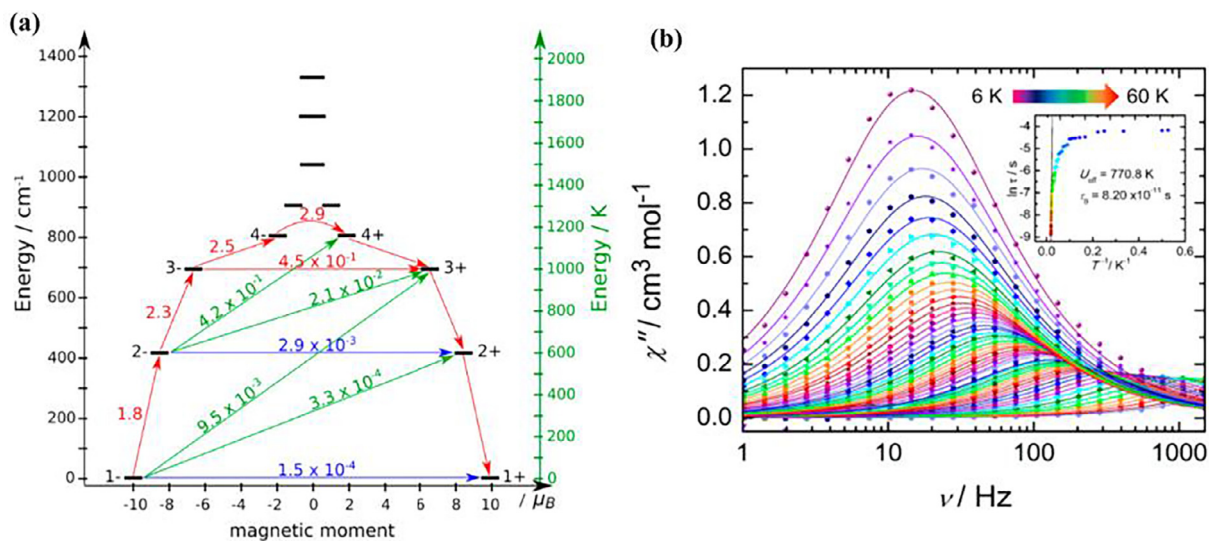 (a)
Energy / cm⁻¹
1400
1200
1000
800
600
400
200
0
2.9
4-
4+
2.5
3-
4.5 x 10⁻¹
3+
2.3
4.2 x 10⁻¹
2.1 x 10⁻²
2-
2.9 x 10⁻³
2+
1.8
9.5 x 10⁻³
3.3 x 10⁻⁴
1-
1.5 x 10⁻⁴
1+
-10 -8 -6 -4 -2 0 2 4 6 8 10 / μB
magnetic moment
Energy / K
2000
1800
1600
1400
1200
1000
800
600
400
200
0
(b)
χ″/ cm³ mol⁻¹
1.2
1.0
0.8
0.6
0.4
0.2
0.0
1 10 100 1000
ν / Hz
6 K 60 K
ln τ / s
-4
-5
-6
-7
-8
-9
Ueff = 770.8 K
= 8.20 x10⁻¹¹ s
0.0 0.2 0.4 0.6
T⁻¹/ K⁻¹